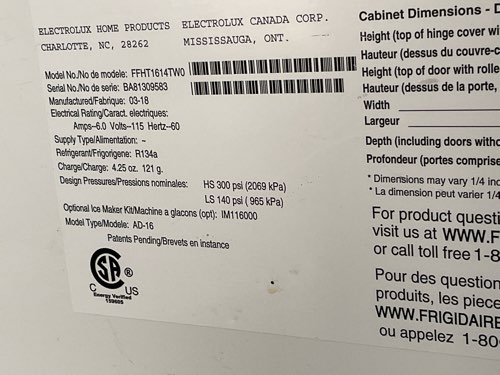 ELECTROLUX HOME PRODUCTS ELECTROLUX CANADA CORP.
CHARLOTTE, NC, 28262 MISSISSAUGA, ONT.
Model No./No de modele: FFHT1614TW0
Serial No./No de serie: BA81309583
Manufactured/Fabrique: 03-18
Electrical Rating/Caract. electriques:
Amps-6.0 Volts-115 Hertz-60
Supply Type/Alimentation: -
Refrigerant/Frigorigene: R134a
Charge/Charge: 4.25 oz. 121 g.
Design Pressures/Pressions nominales: HS 300 psi (2069 kPa)
LS 140 psi ( 965 kPa)
Optional Ice Maker Kit/Machine a glacons (opt): IM116000
Model Type/Modele Type: AD-16
Patents Pending/Brevets en instance
CSA ®
C US
Energy Verified
Cabinet Dimensions - D
Height (top of hinge cover wi
Hauteur (dessus du couvre-c
Height (top of door with rolle
Hauteur (dessus de la porte,
Width
Largeur
Depth (including doors witho
Profondeur (portes comprise
* Dimensions may vary 1/4 inc
* La dimension peut varier 1/4
For product questi
visit us at WWW.F
or call toll free 1-8
Pour des question
produits, les piece
WWW.FRIGIDAIRE
ou appelez 1-80